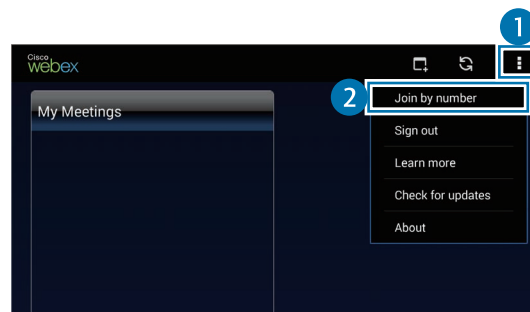 1
Cisco
webex
2
Join by number
My Meetings
Sign out
Learn more
Check for updates
About